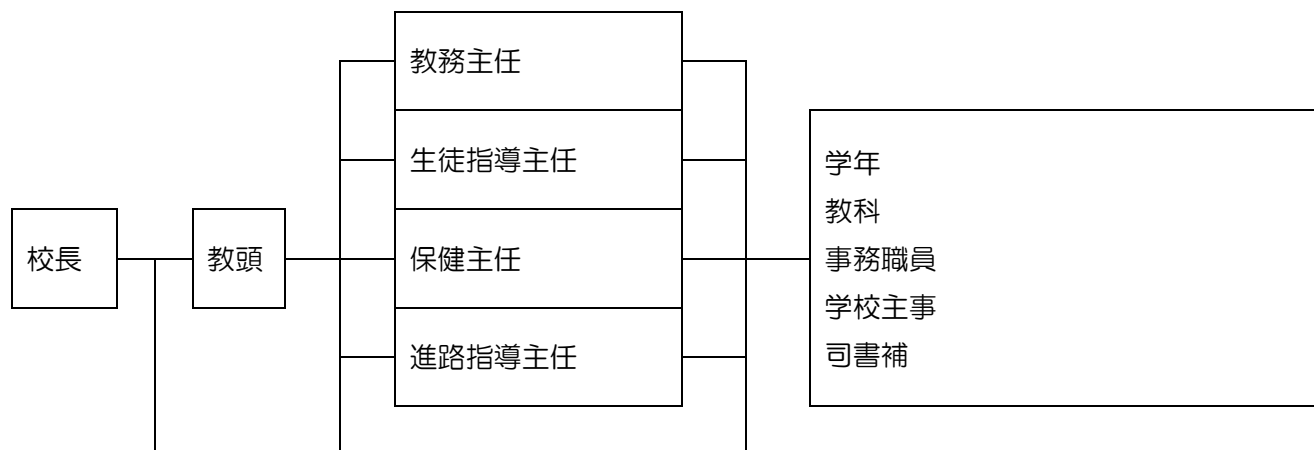 校長
教頭
教務主任
生徒指導主任
保健主任
進路指導主任
学年
教科
事務職員
学校主事
司書補